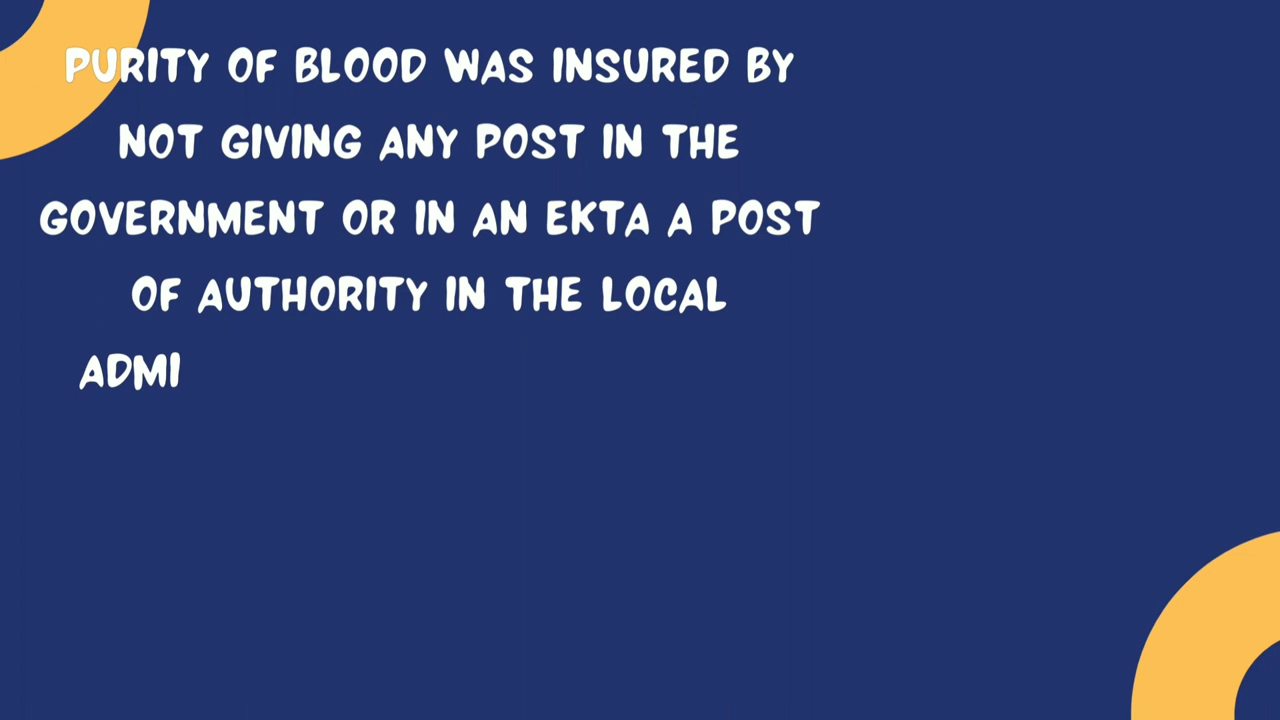 PURITY OF BLOOD WAS INSURED BY
NOT GIVING ANY POST IN THE
GOVERNMENT OR IN AN EKTA A POST
OF AUTHORITY IN THE LOCAL
ADMI